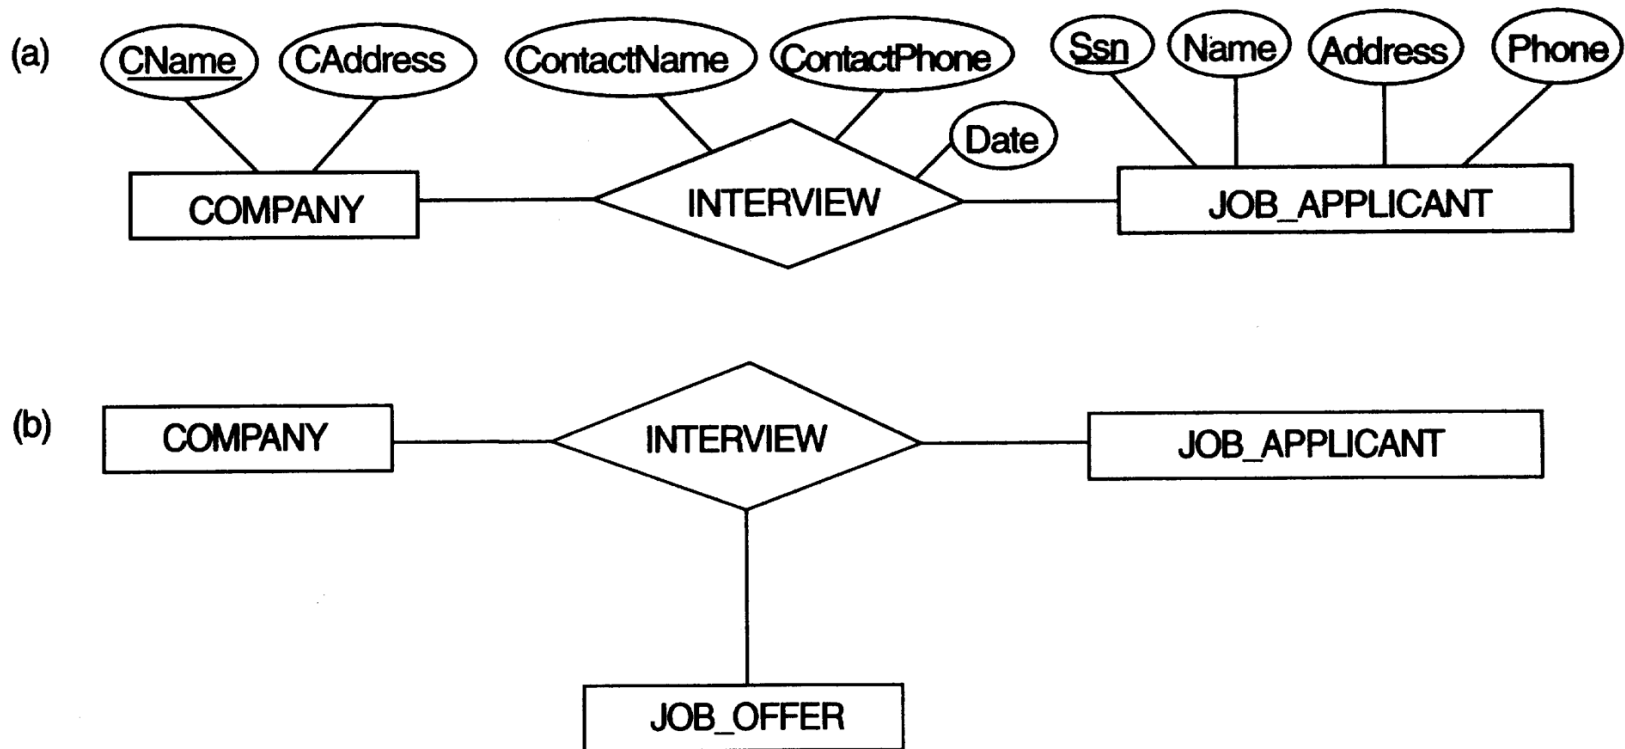 (a) CName CAddress ContactName ContactPhone Ssn Name Address Phone
Date
COMPANY INTERVIEW JOB_APPLICANT
(b) COMPANY INTERVIEW JOB_APPLICANT
JOB_OFFER